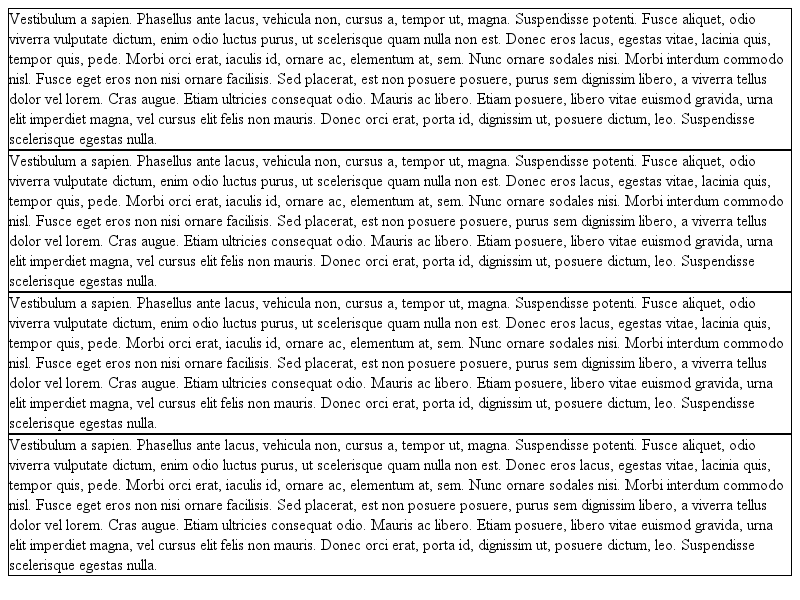 Vestibulum a sapien. Phasellus ante lacus, vehicula non, cursus a, tempor ut, magna. Suspendisse potenti. Fusce aliquet, odio
viverra vulputate dictum, enim odio luctus purus, ut scelerisque quam nulla non est. Donec eros lacus, egestas vitae, lacinia quis,
tempor quis, pede. Morbi orci erat, iaculis id, ornare ac, elementum at, sem. Nunc ornare sodales nisi. Morbi interdum commodo
nisl. Fusce eget eros non nisi ornare facilisis. Sed placerat, est non posuere posuere, purus sem dignissim libero, a viverra tellus
dolor vel lorem. Cras augue. Etiam ultricies consequat odio. Mauris ac libero. Etiam posuere, libero vitae euismod gravida, urna
elit imperdiet magna, vel cursus elit felis non mauris. Donec orci erat, porta id, dignissim ut, posuere dictum, leo. Suspendisse
scelerisque egestas nulla.
Vestibulum a sapien. Phasellus ante lacus, vehicula non, cursus a, tempor ut, magna. Suspendisse potenti. Fusce aliquet, odio
viverra vulputate dictum, enim odio luctus purus, ut scelerisque quam nulla non est. Donec eros lacus, egestas vitae, lacinia quis,
tempor quis, pede. Morbi orci erat, iaculis id, ornare ac, elementum at, sem. Nunc ornare sodales nisi. Morbi interdum commodo
nisl. Fusce eget eros non nisi ornare facilisis. Sed placerat, est non posuere posuere, purus sem dignissim libero, a viverra tellus
dolor vel lorem. Cras augue. Etiam ultricies consequat odio. Mauris ac libero. Etiam posuere, libero vitae euismod gravida, urna
elit imperdiet magna, vel cursus elit felis non mauris. Donec orci erat, porta id, dignissim ut, posuere dictum, leo. Suspendisse
scelerisque egestas nulla.
Vestibulum a sapien. Phasellus ante lacus, vehicula non, cursus a, tempor ut, magna. Suspendisse potenti. Fusce aliquet, odio
viverra vulputate dictum, enim odio luctus purus, ut scelerisque quam nulla non est. Donec eros lacus, egestas vitae, lacinia quis,
tempor quis, pede. Morbi orci erat, iaculis id, ornare ac, elementum at, sem. Nunc ornare sodales nisi. Morbi interdum commodo
nisl. Fusce eget eros non nisi ornare facilisis. Sed placerat, est non posuere posuere, purus sem dignissim libero, a viverra tellus
dolor vel lorem. Cras augue. Etiam ultricies consequat odio. Mauris ac libero. Etiam posuere, libero vitae euismod gravida, urna
elit imperdiet magna, vel cursus elit felis non mauris. Donec orci erat, porta id, dignissim ut, posuere dictum, leo. Suspendisse
scelerisque egestas nulla.
Vestibulum a sapien. Phasellus ante lacus, vehicula non, cursus a, tempor ut, magna. Suspendisse potenti. Fusce aliquet, odio
viverra vulputate dictum, enim odio luctus purus, ut scelerisque quam nulla non est. Donec eros lacus, egestas vitae, lacinia quis,
tempor quis, pede. Morbi orci erat, iaculis id, ornare ac, elementum at, sem. Nunc ornare sodales nisi. Morbi interdum commodo
nisl. Fusce eget eros non nisi ornare facilisis. Sed placerat, est non posuere posuere, purus sem dignissim libero, a viverra tellus
dolor vel lorem. Cras augue. Etiam ultricies consequat odio. Mauris ac libero. Etiam posuere, libero vitae euismod gravida, urna
elit imperdiet magna, vel cursus elit felis non mauris. Donec orci erat, porta id, dignissim ut, posuere dictum, leo. Suspendisse
scelerisque egestas nulla.